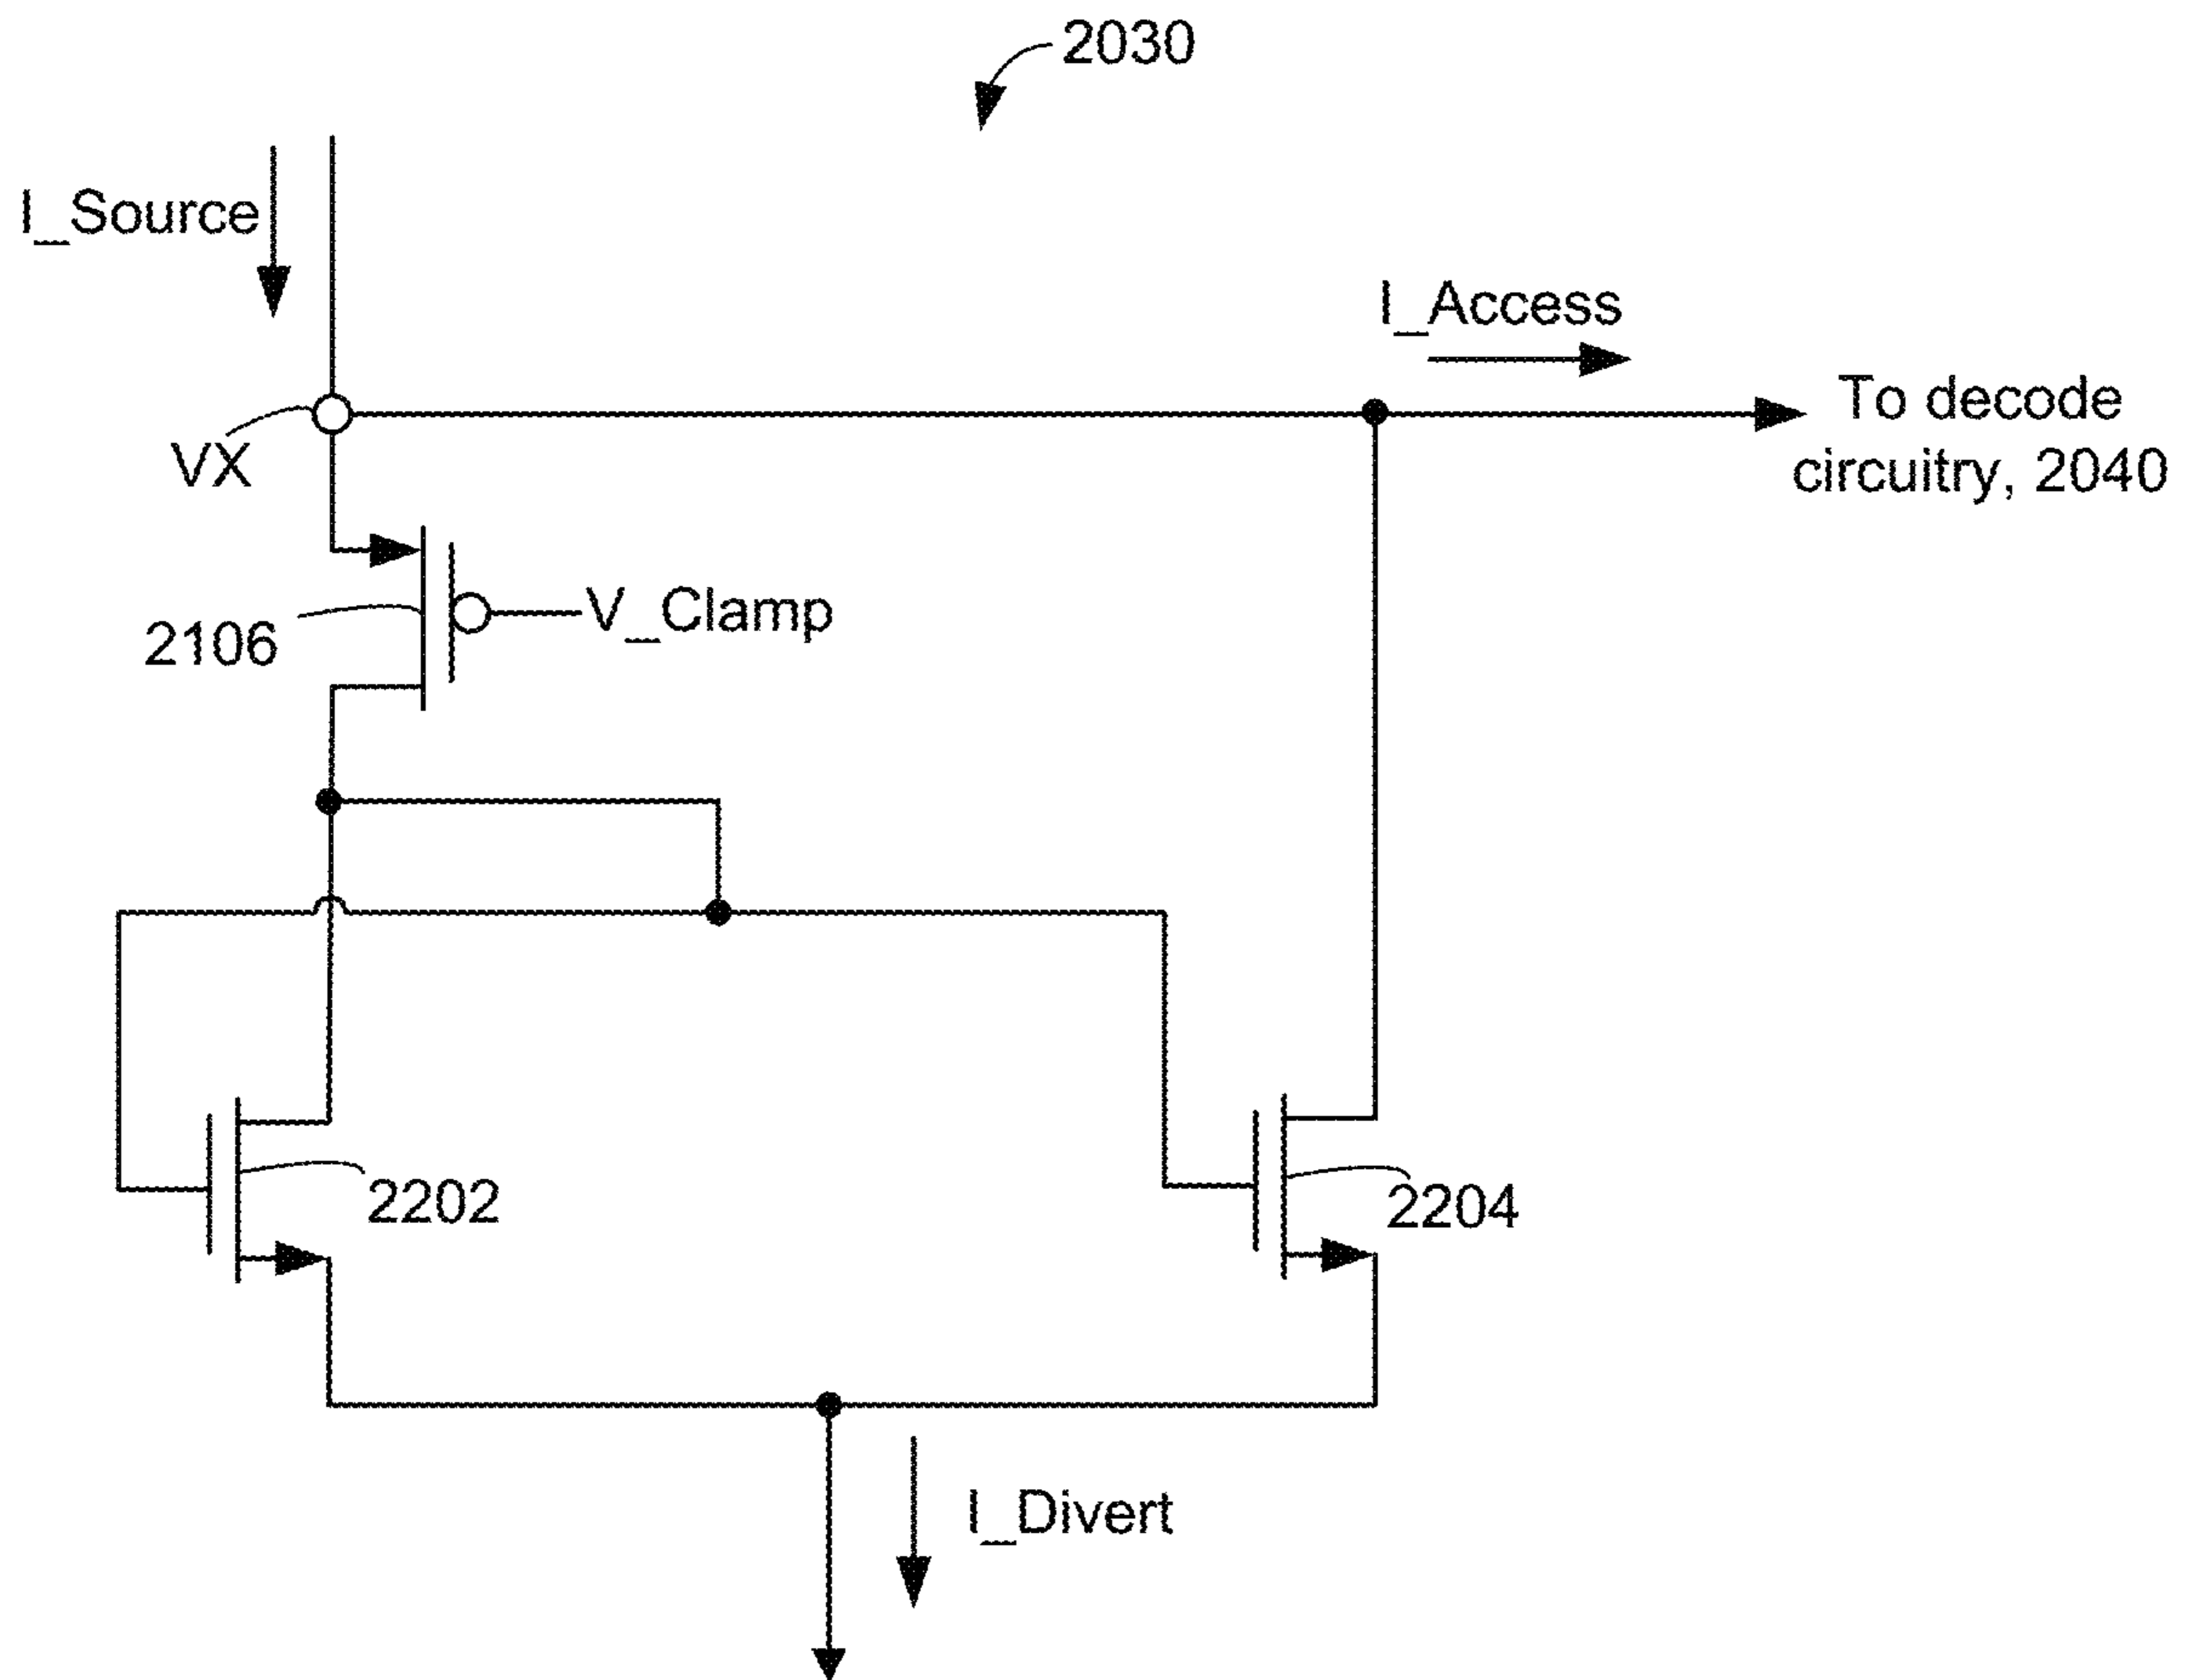 2030
I_Source
I_Access
To decode
circuitry, 2040
VX
V_Clamp
2106
2202
2204
I_Divert